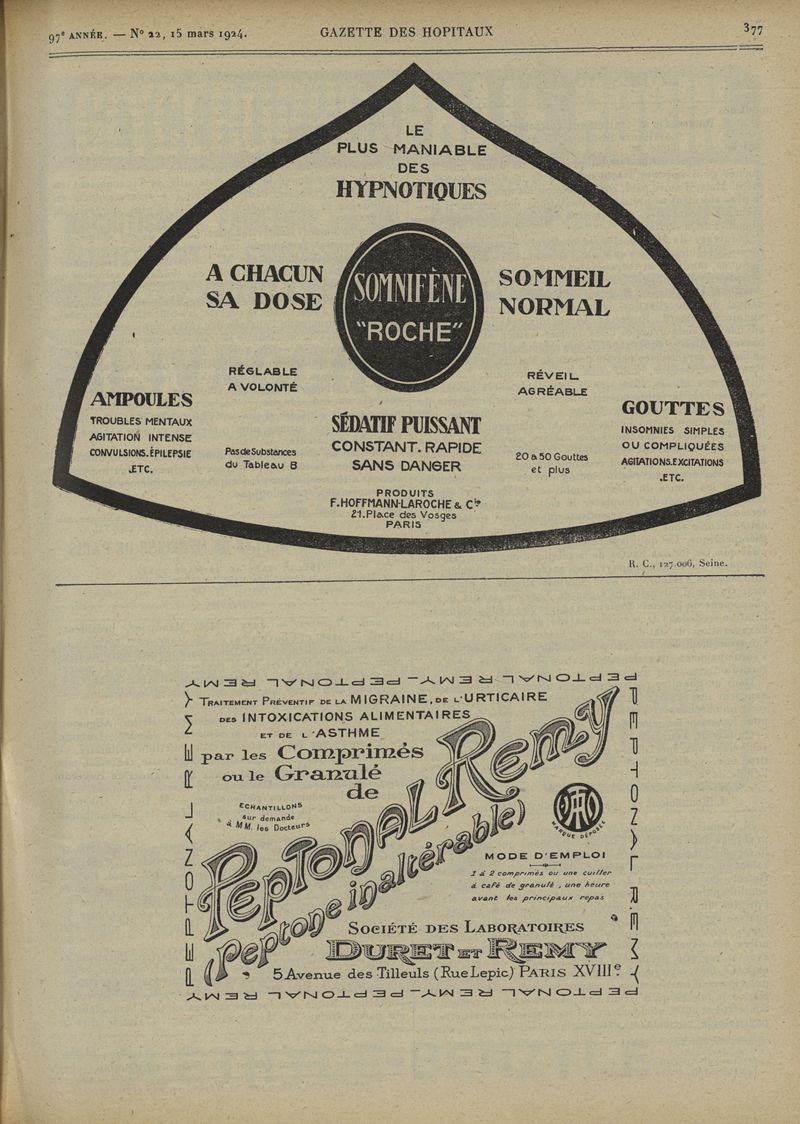 97e ANNÉE. — No 22, 15 mars 1924.
GAZETTE DES HOPITAUX
377
LE
PLUS MANIABLE
DES
HYPNOTIQUES
A CHACUN
SA DOSE
SOMNIFÈNE
"ROCHE"
SOMMEIL
NORMAL
RÉGLABLE
A VOLONTÉ
RÉVEIL
AGRÉABLE
AMPOULES
TROUBLES MENTAUX
AGITATION INTENSE
CONVULSIONS.ÉPILEPSIE
.ETC.
Pas de Substances
du Tableau B
SÉDATIF PUISSANT
CONSTANT. RAPIDE
SANS DANGER
20 à 50 Gouttes
et plus
GOUTTES
INSOMNIES SIMPLES
OU COMPLIQUÉES
AGITATIONS.EXCITATIONS
.ETC.
PRODUITS
F.HOFFMANN-LAROCHE & Cie
21.Place des Vosges
PARIS
R. C., 127.006, Seine.
PEPTONAL REMY — PEPTONAL REMY
TRAITEMENT PRÉVENTIF DE LA MIGRAINE, DE L'URTICAIRE
DES INTOXICATIONS ALIMENTAIRES
ET DE L'ASTHME
par les Comprimés
ou le Granulé
de
ECHANTILLONS
sur demande
à MM. les Docteurs
PEPTONAL REMY
(Peptone inaltérable)
MARQUE DÉPOSÉE
MODE D'EMPLOI
1 à 2 comprimés ou une cuiller
à café de granulé, une heure
avant les principaux repas
SOCIÉTÉ DES LABORATOIRES
DURET ET REMY
5 Avenue des Tilleuls (Rue Lepic) PARIS XVIIIe
PEPTONAL REMY
PEPTONAL REMY
PEPTONAL REMY — PEPTONAL REMY